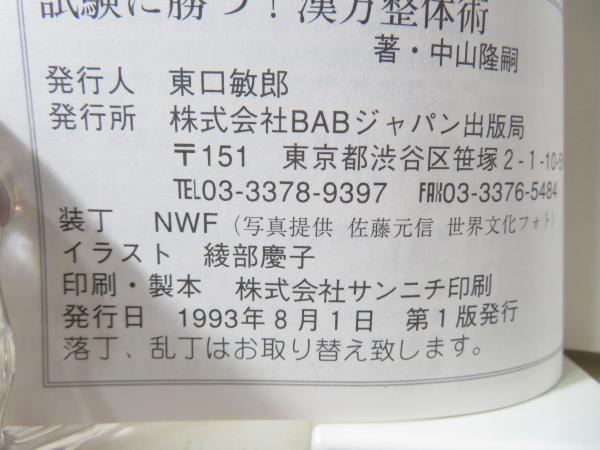 試験に勝つ！漢方整体術
著・中山隆嗣
発行人　東口敏郎
発行所　株式会社BABジャパン出版局
〒151　東京都渋谷区笹塚2-1-10-
TEL03-3378-9397　FAX03-3376-5484
装丁　NWF（写真提供 佐藤元信 世界文化フォト）
イラスト　綾部慶子
印刷・製本　株式会社サンニチ印刷
発行日　1993年8月1日　第1版発行
落丁、乱丁はお取り替え致します。